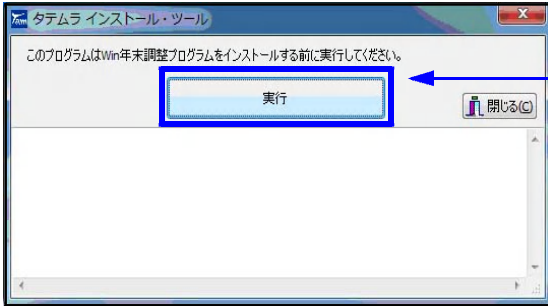 タテムラ インストール・ツール
このプログラムはWin年末調整プログラムをインストールする前に実行してください。
実行
閉じる(C)